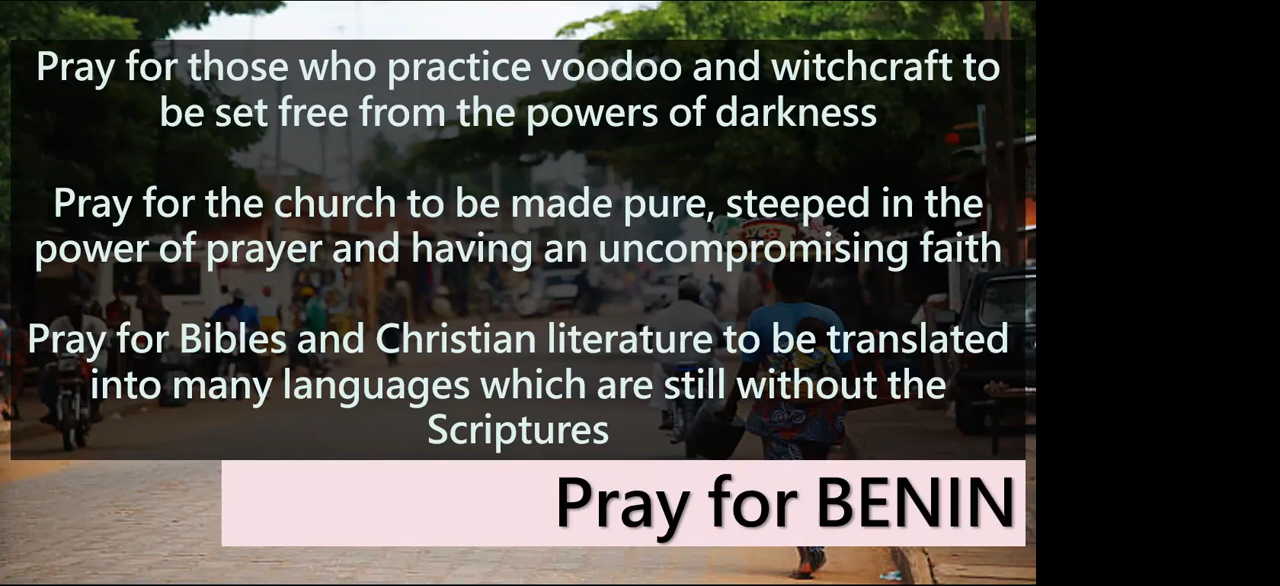 Pray for those who practice voodoo and witchcraft to
be set free from the powers of darkness
Pray for the church to be made pure, steeped in the
power of prayer and having an uncompromising faith
Pray for Bibles and Christian literature to be translated
into many languages which are still without the
Scriptures
Pray for BENIN